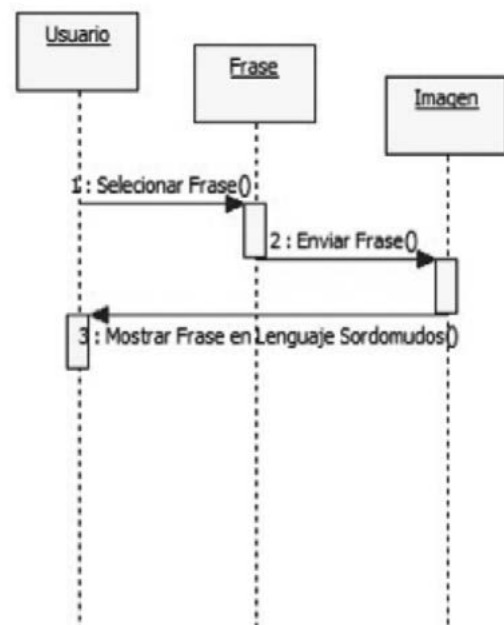 Usuario
Frase
Imagen
1 : Selecionar Frase()
2 : Enviar Frase()
3 : Mostrar Frase en Lenguaje Sordomudos()